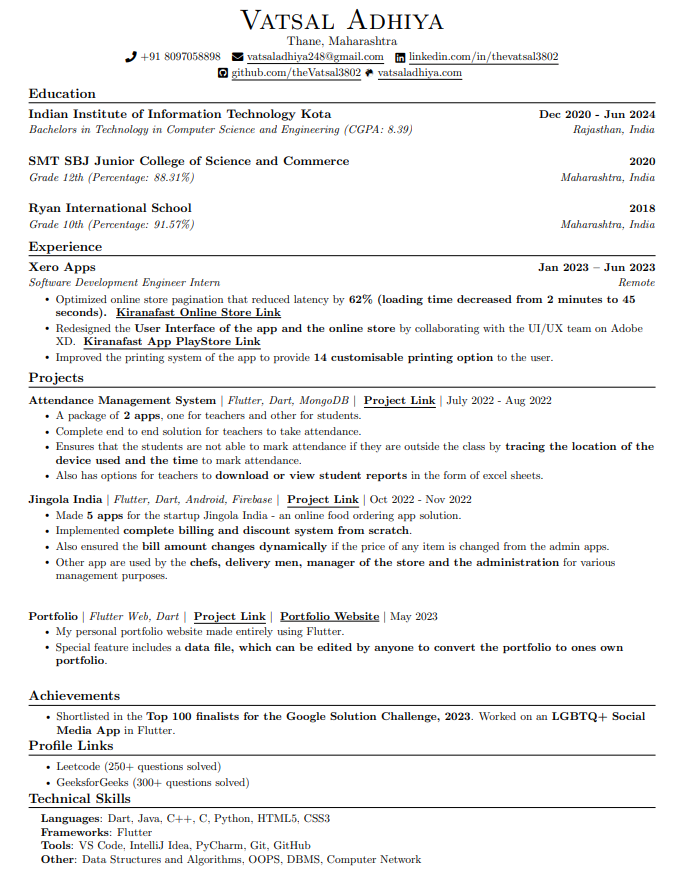 Vatsal Adhiya
Thane, Maharashtra
+91 8097058898 vatsaladhiya248@gmail.com linkedin.com/in/thevatsal3802
github.com/theVatsal3802 vatsaladhiya.com
Education
Indian Institute of Information Technology Kota Dec 2020 - Jun 2024
Bachelors in Technology in Computer Science and Engineering (CGPA: 8.39) Rajasthan, India
SMT SBJ Junior College of Science and Commerce 2020
Grade 12th (Percentage: 88.31%) Maharashtra, India
Ryan International School 2018
Grade 10th (Percentage: 91.57%) Maharashtra, India
Experience
Xero Apps Jan 2023 – Jun 2023
Software Development Engineer Intern Remote
• Optimized online store pagination that reduced latency by 62% (loading time decreased from 2 minutes to 45
seconds). Kiranafast Online Store Link
• Redesigned the User Interface of the app and the online store by collaborating with the UI/UX team on Adobe
XD. Kiranafast App PlayStore Link
• Improved the printing system of the app to provide 14 customisable printing option to the user.
Projects
Attendance Management System | Flutter, Dart, MongoDB | Project Link | July 2022 - Aug 2022
• A package of 2 apps, one for teachers and other for students.
• Complete end to end solution for teachers to take attendance.
• Ensures that the students are not able to mark attendance if they are outside the class by tracing the location of the
device used and the time to mark attendance.
• Also has options for teachers to download or view student reports in the form of excel sheets.
Jingola India | Flutter, Dart, Android, Firebase | Project Link | Oct 2022 - Nov 2022
• Made 5 apps for the startup Jingola India - an online food ordering app solution.
• Implemented complete billing and discount system from scratch.
• Also ensured the bill amount changes dynamically if the price of any item is changed from the admin apps.
• Other app are used by the chefs, delivery men, manager of the store and the administration for various
management purposes.
Portfolio | Flutter Web, Dart | Project Link | Portfolio Website | May 2023
• My personal portfolio website made entirely using Flutter.
• Special feature includes a data file, which can be edited by anyone to convert the portfolio to ones own
portfolio.
Achievements
• Shortlisted in the Top 100 finalists for the Google Solution Challenge, 2023. Worked on an LGBTQ+ Social
Media App in Flutter.
Profile Links
• Leetcode (250+ questions solved)
• GeeksforGeeks (300+ questions solved)
Technical Skills
Languages: Dart, Java, C++, C, Python, HTML5, CSS3
Frameworks: Flutter
Tools: VS Code, IntelliJ Idea, PyCharm, Git, GitHub
Other: Data Structures and Algorithms, OOPS, DBMS, Computer Network